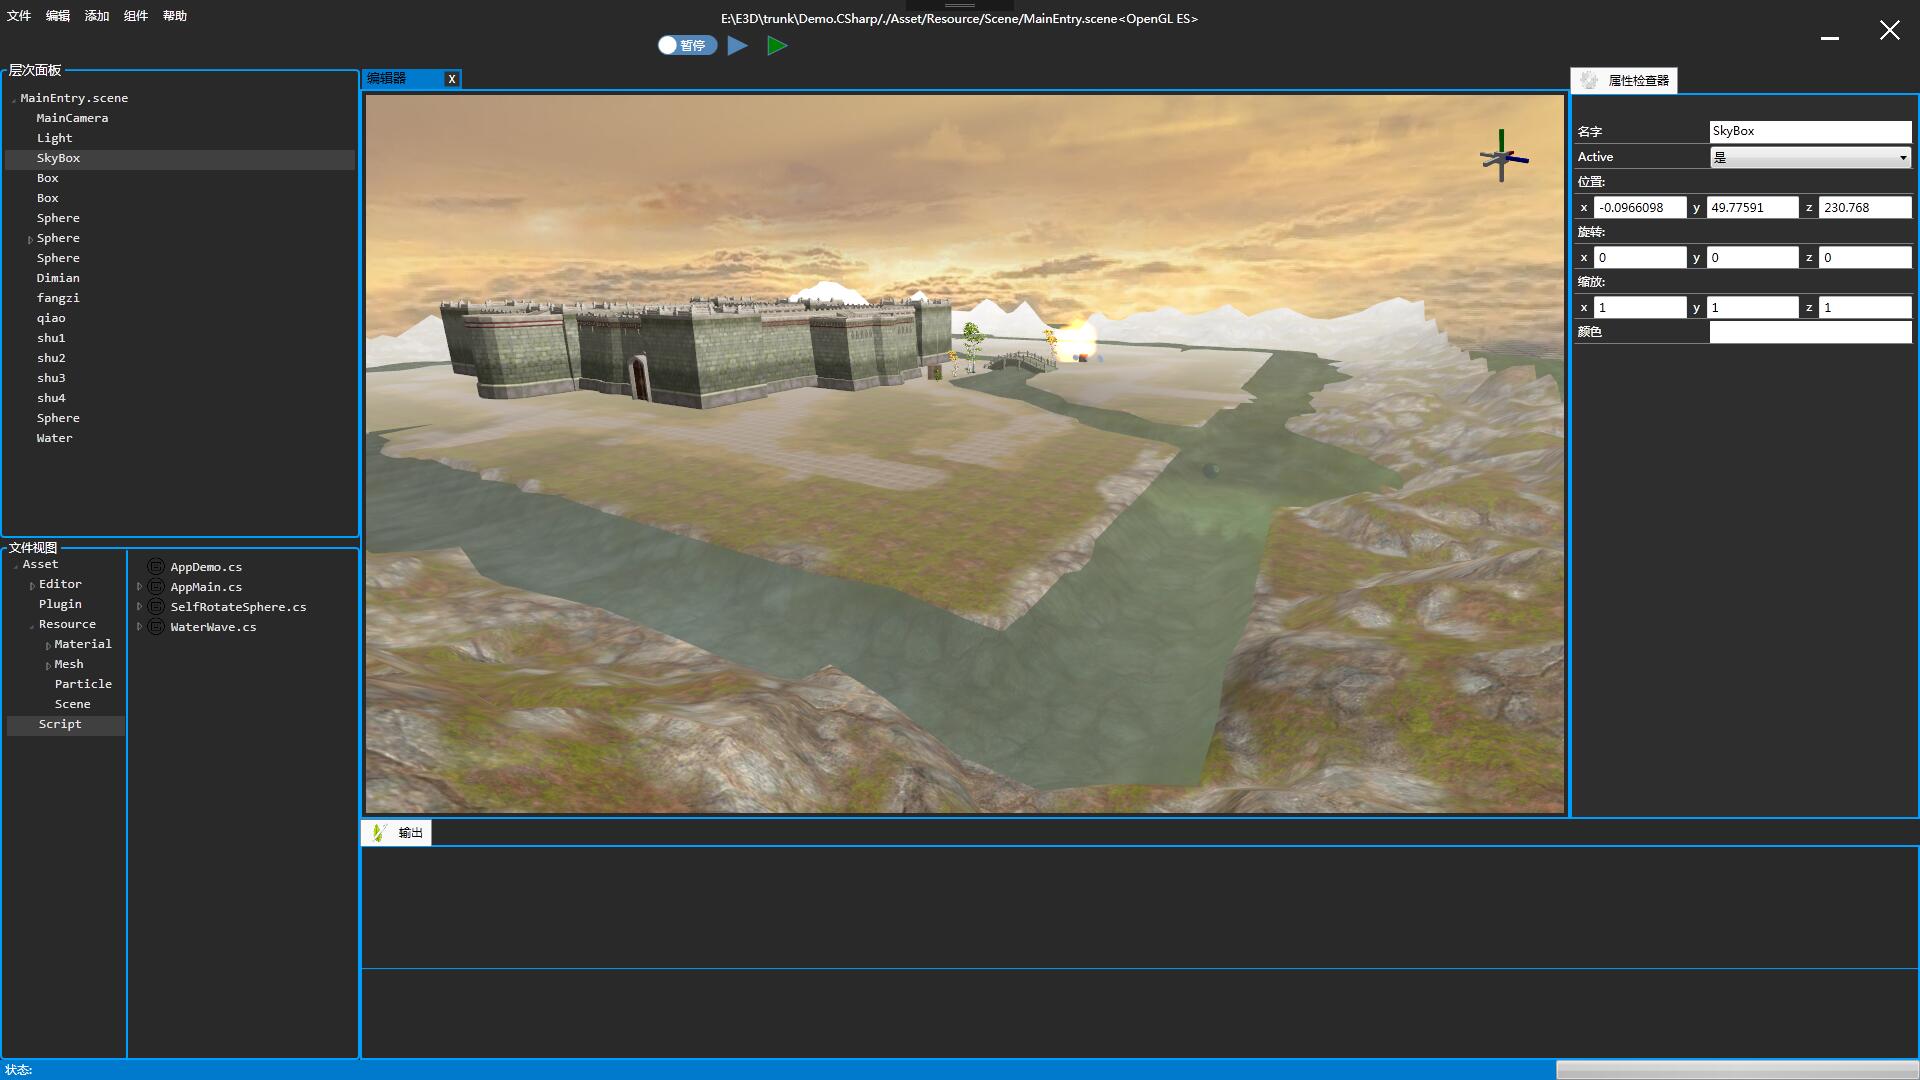 文件 编辑 添加 组件 帮助
E:\E3D\trunk\Demo.CSharp/./Asset/Resource/Scene/MainEntry.scene<OpenGL ES>
暂停
层次面板
MainEntry.scene
MainCamera
Light
SkyBox
Box
Box
Sphere
Sphere
Sphere
Dimian
fangzi
qiao
shu1
shu2
shu3
shu4
Sphere
Water
文件视图
Asset
Editor
Plugin
Resource
Material
Mesh
Particle
Scene
Script
AppDemo.cs
AppMain.cs
SelfRotateSphere.cs
WaterWave.cs
编辑器 X
属性检查器
名字 SkyBox
Active 是
位置:
x -0.0966098 y 49.77591 z 230.768
旋转:
x 0 y 0 z 0
缩放:
x 1 y 1 z 1
颜色
输出
状态: